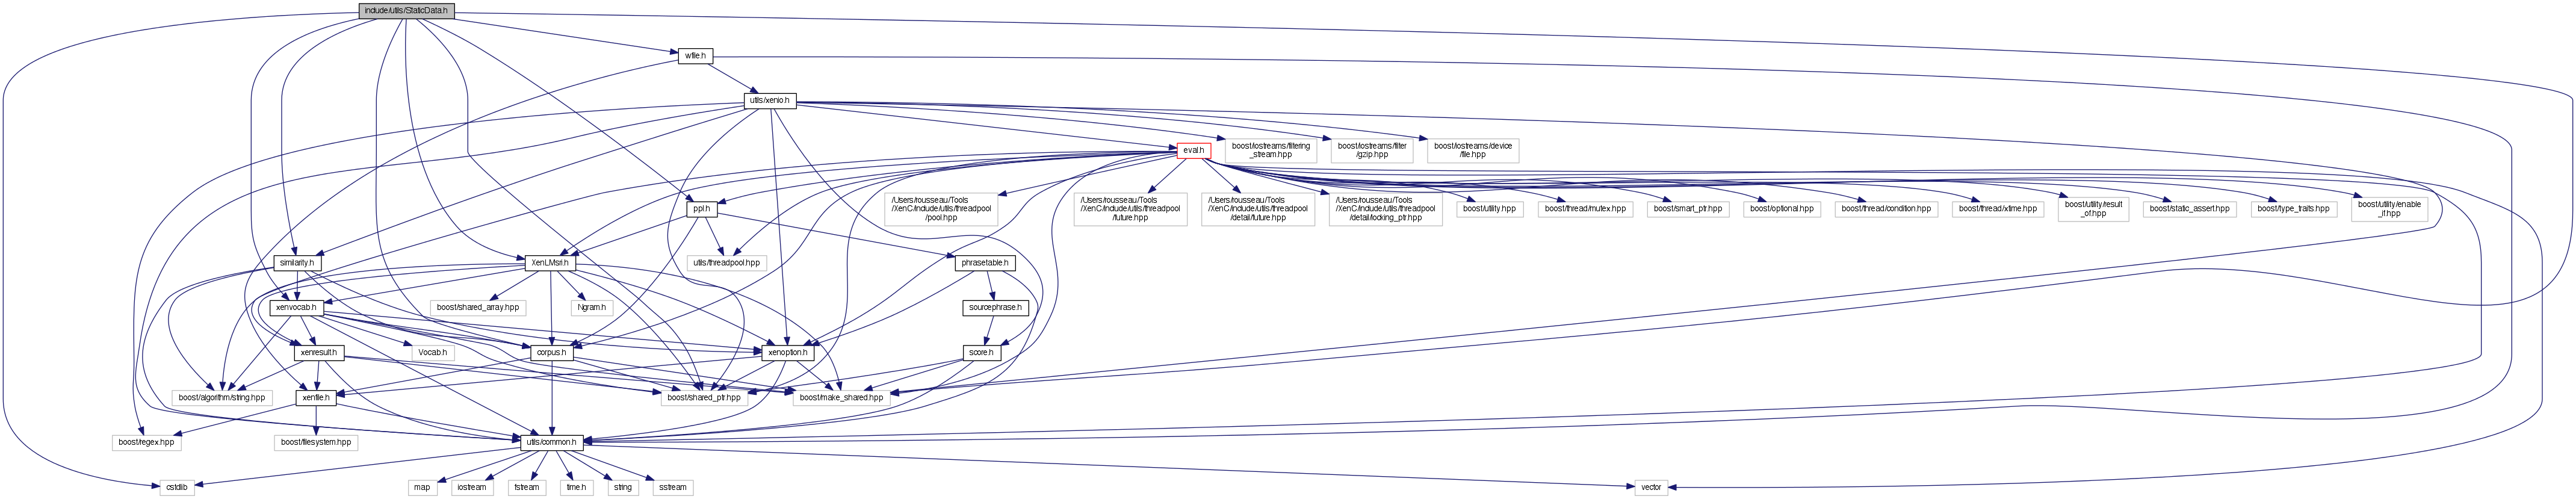 include/utils/StaticData.h
wfile.h
utils/xenio.h
boost/iostreams/filtering
_stream.hpp
boost/iostreams/filter
/gzip.hpp
boost/iostreams/device
/file.hpp
eval.h
ppl.h
/Users/rousseau/Tools
/XenC/include/utils/threadpool
/pool.hpp
/Users/rousseau/Tools
/XenC/include/utils/threadpool
/future.hpp
/Users/rousseau/Tools
/XenC/include/utils/threadpool
/detail/future.hpp
/Users/rousseau/Tools
/XenC/include/utils/threadpool
/detail/locking_ptr.hpp
boost/utility.hpp
boost/thread/mutex.hpp
boost/smart_ptr.hpp
boost/optional.hpp
boost/thread/condition.hpp
boost/thread/xtime.hpp
boost/utility/result
_of.hpp
boost/static_assert.hpp
boost/type_traits.hpp
boost/utility/enable
_if.hpp
similarity.h
XenLMsri.h
utils/threadpool.hpp
phrasetable.h
xenvocab.h
boost/shared_array.hpp
Ngram.h
sourcephrase.h
xenresult.h
Vocab.h
corpus.h
xenoption.h
score.h
boost/algorithm/string.hpp
xenfile.h
boost/shared_ptr.hpp
boost/make_shared.hpp
boost/regex.hpp
boost/filesystem.hpp
utils/common.h
cstdlib
map
iostream
fstream
time.h
string
sstream
vector